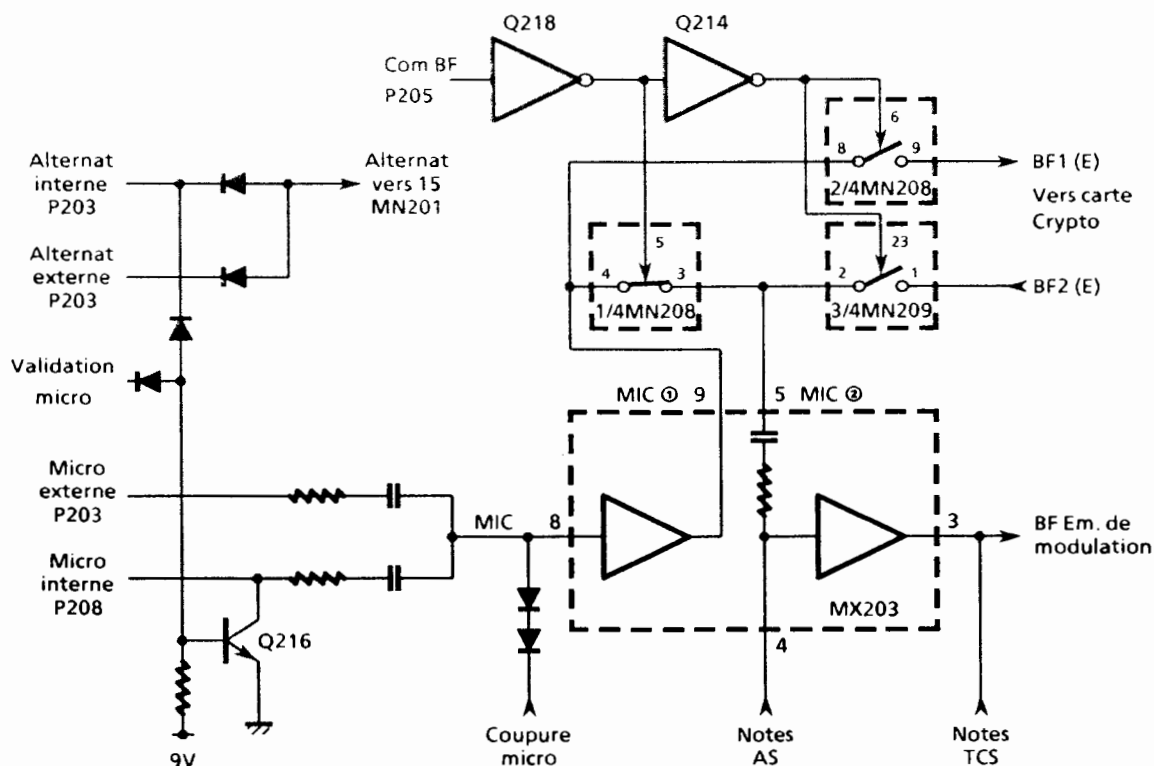 Q218
Q214
Com BF
P205
6
8
9
BF1 (E)
2/4MN208
Vers carte
Crypto
Alternat
interne
P203
Alternat
vers 15
MN201
Alternat
externe
P203
5
4
3
1/4MN208
23
2
1
BF2 (E)
3/4MN209
Validation
micro
MIC ①
9
5
MIC ②
Micro
externe
P203
MIC
8
3
BF Em. de
modulation
Micro
interne
P208
MX203
Q216
4
9V
Coupure
micro
Notes
AS
Notes
TCS